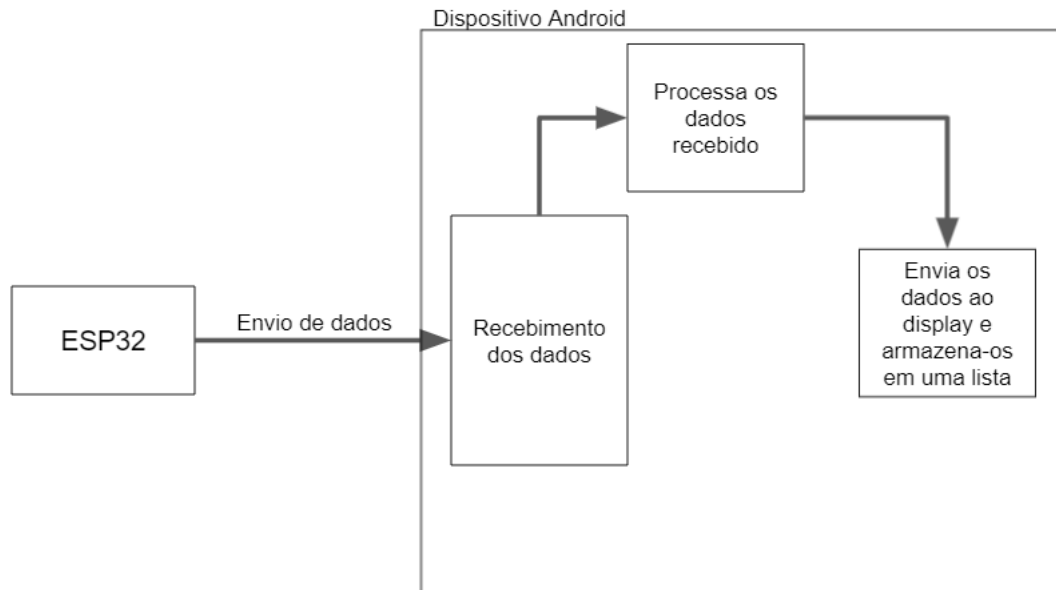 Dispositivo Android
Processa os
dados
recebido
ESP32
Envio de dados
Recebimento
dos dados
Envia os
dados ao
display e
armazena-os
em uma lista